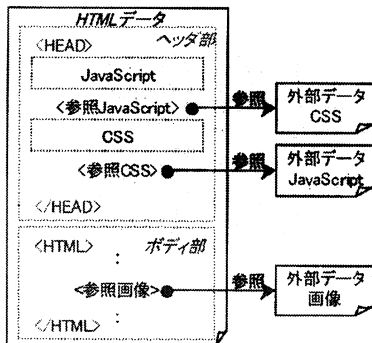 HTMLデータ
ヘッダ部
<HEAD>
JavaScript
<参照JavaScript>
参照
外部データ
CSS
CSS
<参照CSS>
参照
外部データ
JavaScript
</HEAD>
<HTML>
ボディ部
:
<参照画像>
参照
外部データ
画像
:
</HTML>